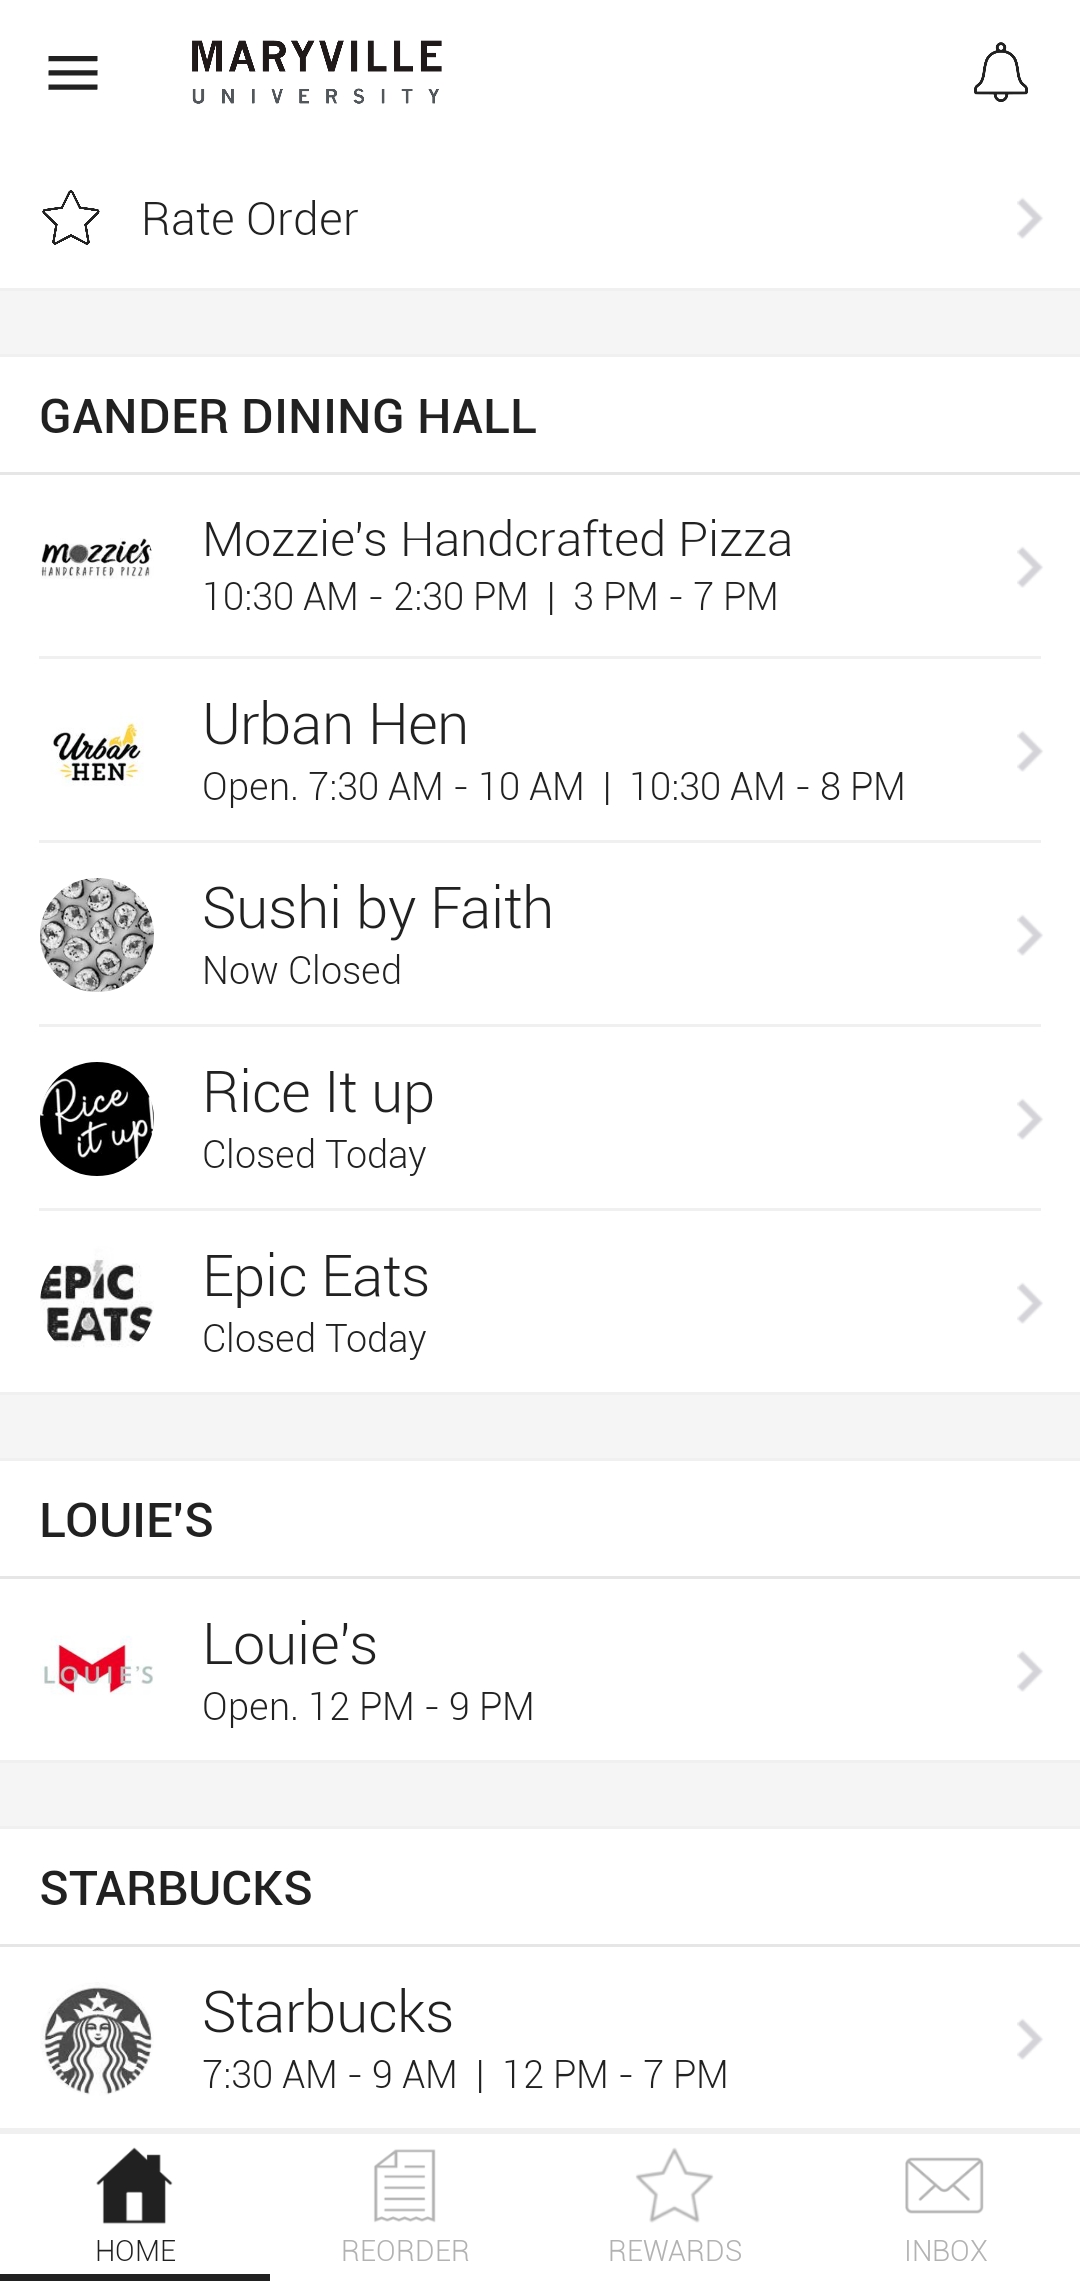 MARYVILLE
UNIVERSITY
Rate Order
GANDER DINING HALL
mozzie's
HANDCRAFTED PIZZA
Mozzie's Handcrafted Pizza
10:30 AM - 2:30 PM | 3 PM - 7 PM
Urban
HEN
Urban Hen
Open. 7:30 AM - 10 AM | 10:30 AM - 8 PM
Sushi by Faith
Now Closed
Rice
it up!
Rice It up
Closed Today
EPIC
EATS
Epic Eats
Closed Today
LOUIE'S
LOUIE'S
Louie's
Open. 12 PM - 9 PM
STARBUCKS
Starbucks
7:30 AM - 9 AM | 12 PM - 7 PM
HOME
REORDER
REWARDS
INBOX